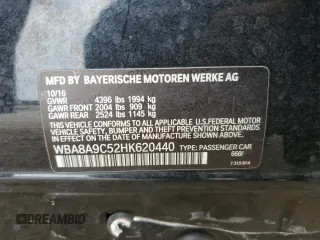 MFD BY BAYERISCHE MOTOREN WERKE AG
10/16
GVWR 4396 lbs 1994 kg
GAWR FRONT 2004 lbs 909 kg
GAWR REAR 2524 lbs 1145 kg
THIS VEHICLE CONFORMS TO ALL APPLICABLE U.S. FEDERAL MOTOR
VEHICLE SAFETY, BUMPER, AND THEFT PREVENTION STANDARDS IN
EFFECT ON THE DATE OF MANUFACTURE SHOWN ABOVE.
WBA8A9C52HK620440 TYPE: PASSENGER CAR
668/
DREAMBID